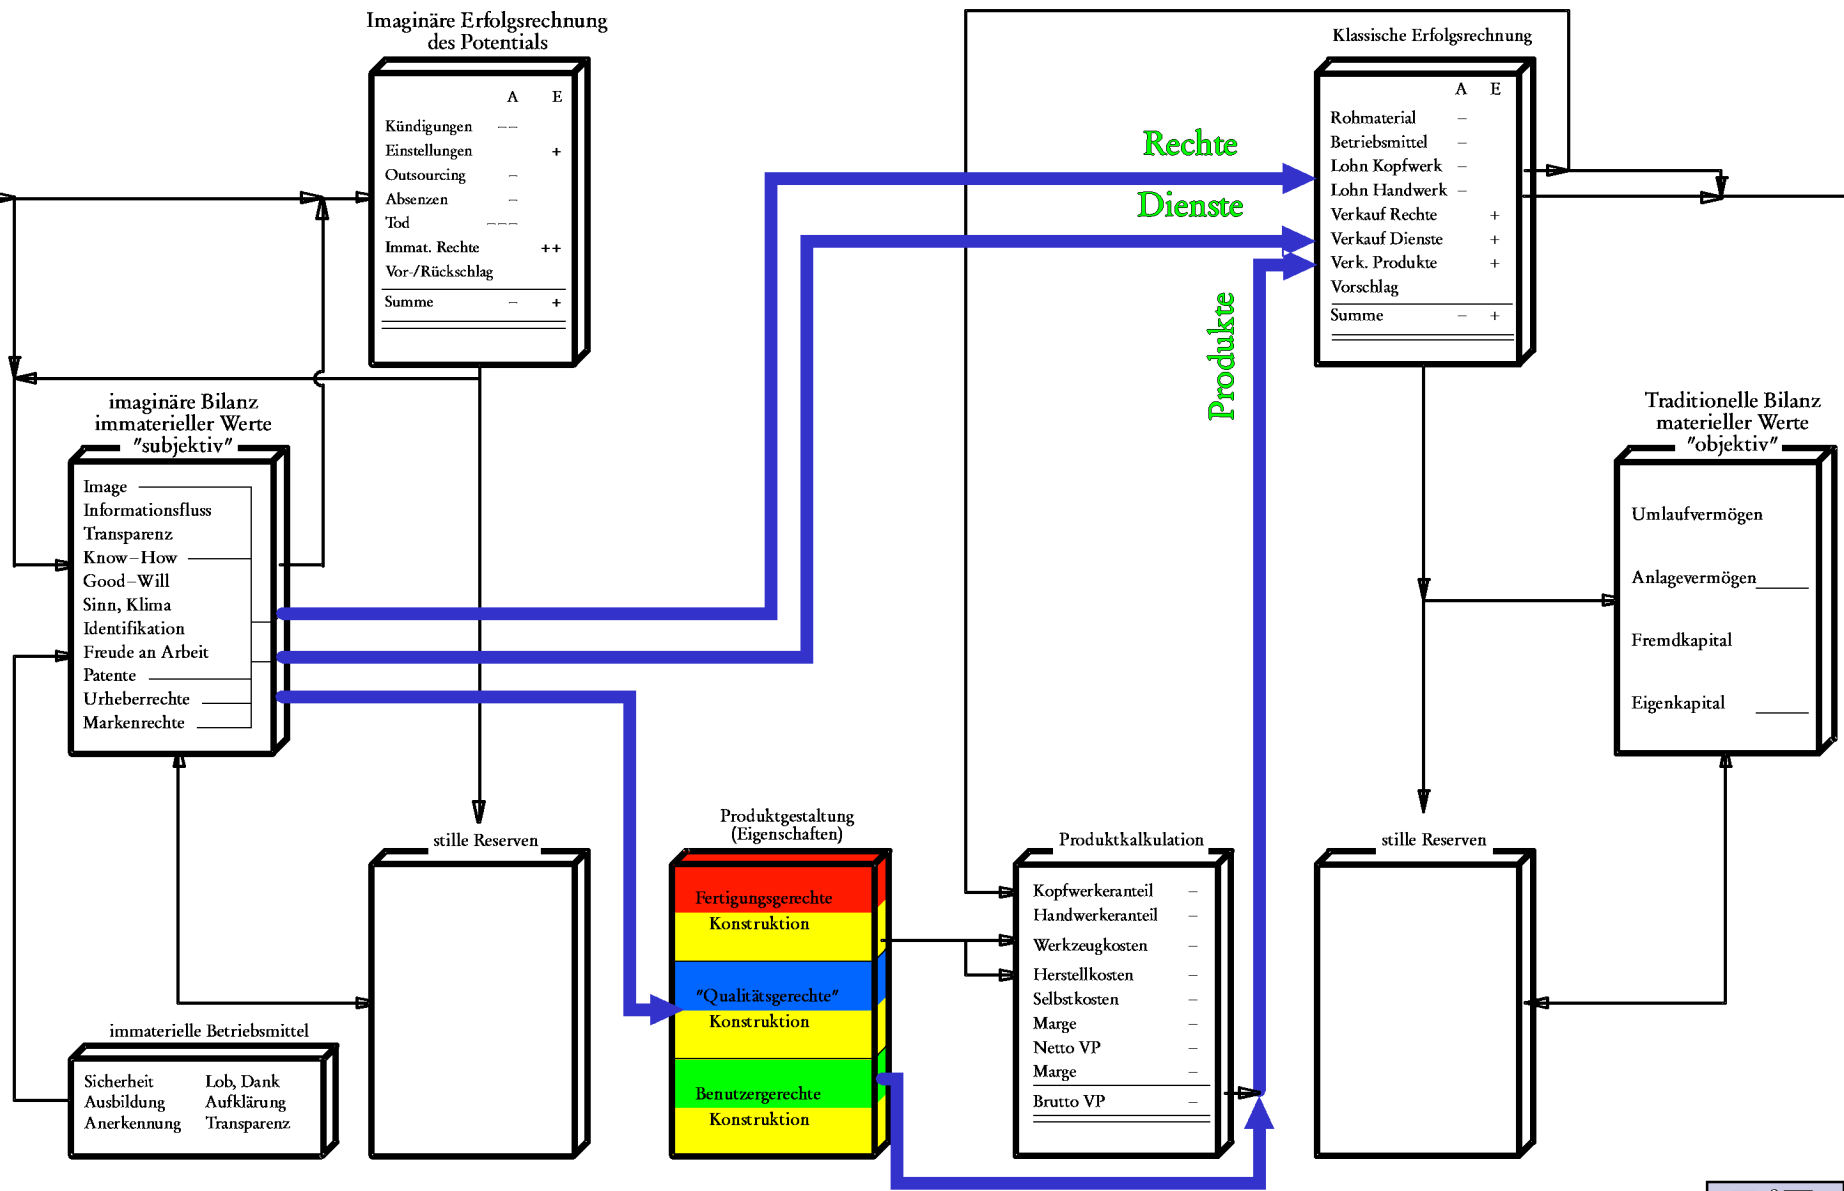 Imaginäre Erfolgsrechnung
des Potentials
A E
Kündigungen −−
Einstellungen +
Outsourcing −
Absenzen −
Tod −−−
Immat. Rechte ++
Vor-/Rückschlag
Summe − +
Klassische Erfolgsrechnung
A E
Rohmaterial −
Betriebsmittel −
Lohn Kopfwerk −
Lohn Handwerk −
Verkauf Rechte +
Verkauf Dienste +
Verk. Produkte +
Vorschlag
Summe − +
Rechte
Dienste
Produkte
imaginäre Bilanz
immaterieller Werte
"subjektiv"
Image
Informationsfluss
Transparenz
Know−How
Good−Will
Sinn, Klima
Identifikation
Freude an Arbeit
Patente
Urheberrechte
Markenrechte
Traditionelle Bilanz
materieller Werte
"objektiv"
Umlaufvermögen
Anlagevermögen
Fremdkapital
Eigenkapital
immaterielle Betriebsmittel
Sicherheit Lob, Dank
Ausbildung Aufklärung
Anerkennung Transparenz
stille Reserven
Produktgestaltung
(Eigenschaften)
Fertigungsgerechte
Konstruktion
"Qualitätsgerechte"
Konstruktion
Benutzergerechte
Konstruktion
Produktkalkulation
Kopfwerkeranteil −
Handwerkeranteil −
Werkzeugkosten −
Herstellkosten −
Selbstkosten −
Marge −
Netto VP −
Marge −
Brutto VP −
stille Reserven